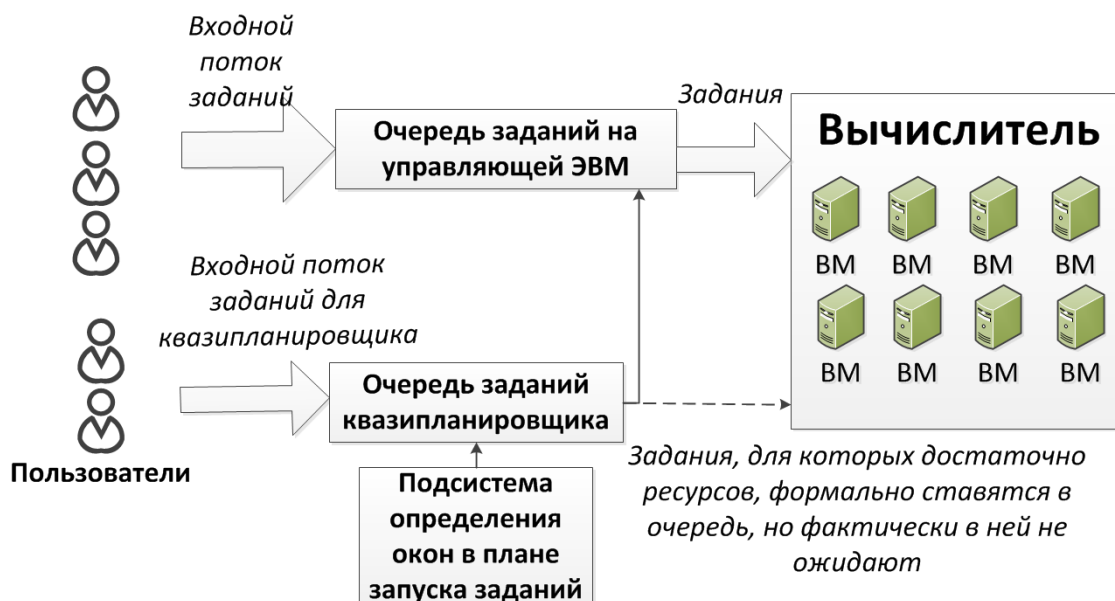 Входной
поток
заданий
Задания
Очередь заданий на
управляющей ЭВМ
Вычислитель
ВМ ВМ ВМ ВМ
ВМ ВМ ВМ ВМ
Входной поток
заданий для
квазипланировщика
Очередь заданий
квазипланировщика
Пользователи
Подсистема
определения
окон в плане
запуска заданий
Задания, для которых достаточно
ресурсов, формально ставятся в
очередь, но фактически в ней не
ожидают